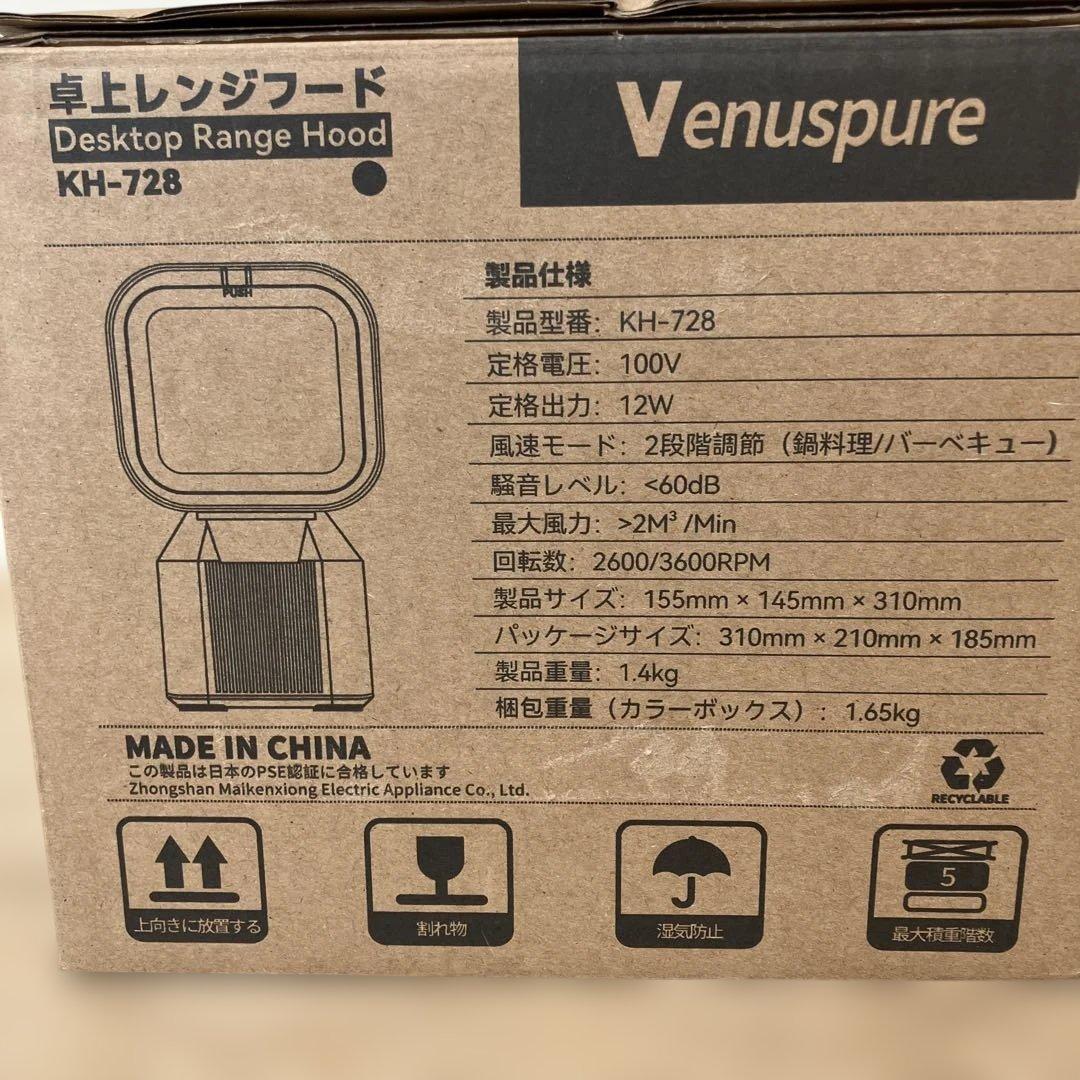 卓上レンジフード
Desktop Range Hood
KH-728
Venuspure
PUSH
製品仕様
製品型番：KH-728
定格電圧：100V
定格出力：12W
風速モード：2段階調節（鍋料理/バーベキュー）
騒音レベル：<60dB
最大風力：>2M³/Min
回転数：2600/3600RPM
製品サイズ：155mm × 145mm × 310mm
パッケージサイズ：310mm × 210mm × 185mm
製品重量：1.4kg
梱包重量（カラーボックス）：1.65kg
MADE IN CHINA
この製品は日本のPSE認証に合格しています
Zhongshan Maikenxiong Electric Appliance Co., Ltd.
RECYCLABLE
上向きに放置する
割れ物
湿気防止
5
最大積重階数